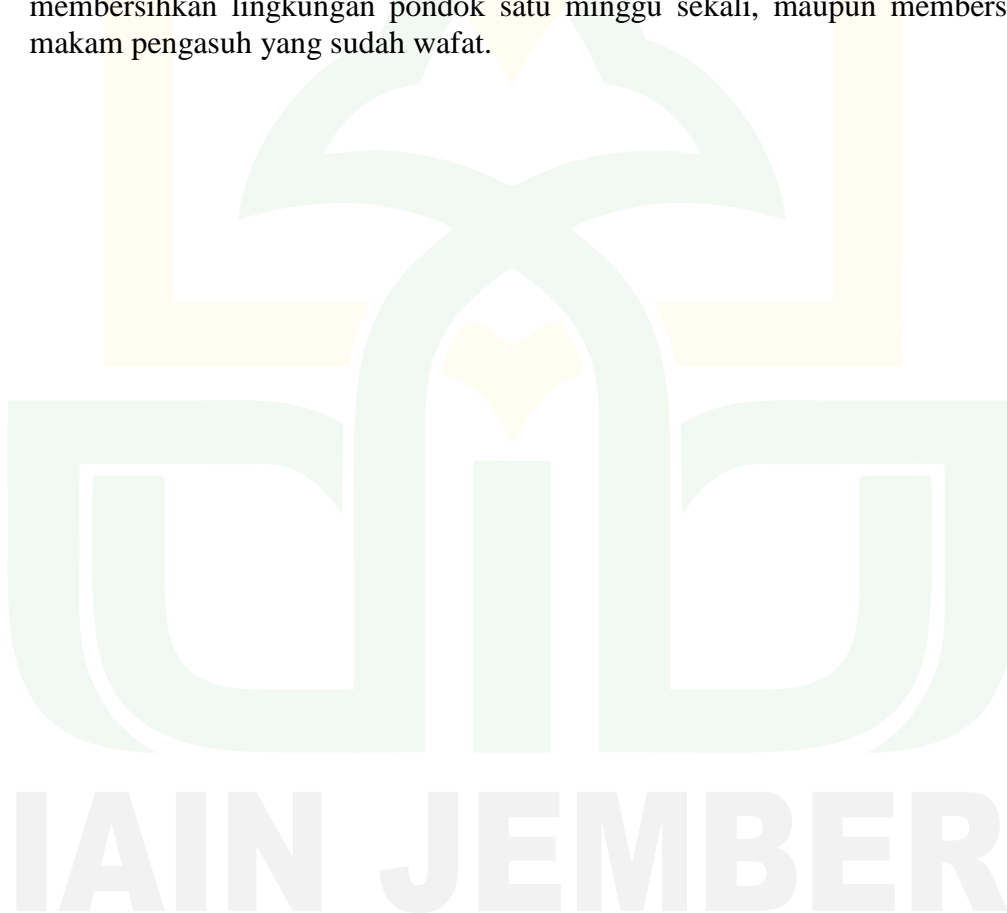 membersihkan lingkungan pondok satu minggu sekali, maupun members
makam pengasuh yang sudah wafat.
IAIN JEMBER